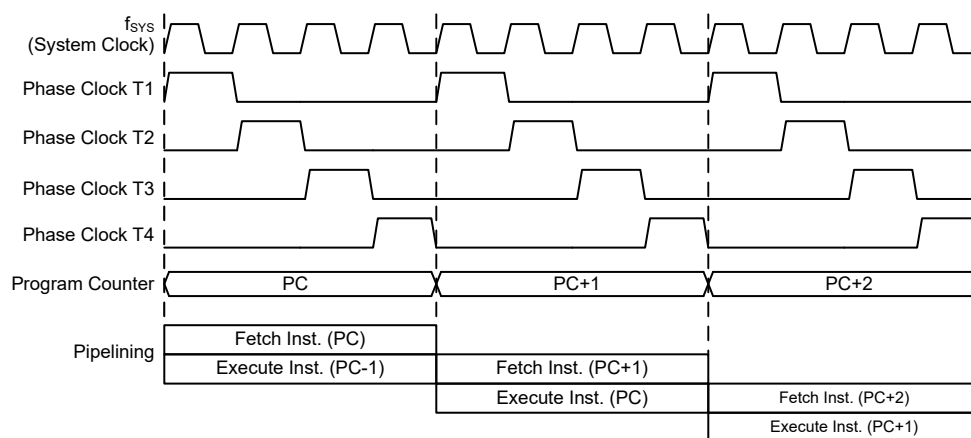 fSYS
(System Clock)
Phase Clock T1
Phase Clock T2
Phase Clock T3
Phase Clock T4
Program Counter PC PC+1 PC+2
Pipelining
Fetch Inst. (PC)
Execute Inst. (PC-1) Fetch Inst. (PC+1)
Execute Inst. (PC) Fetch Inst. (PC+2)
Execute Inst. (PC+1)